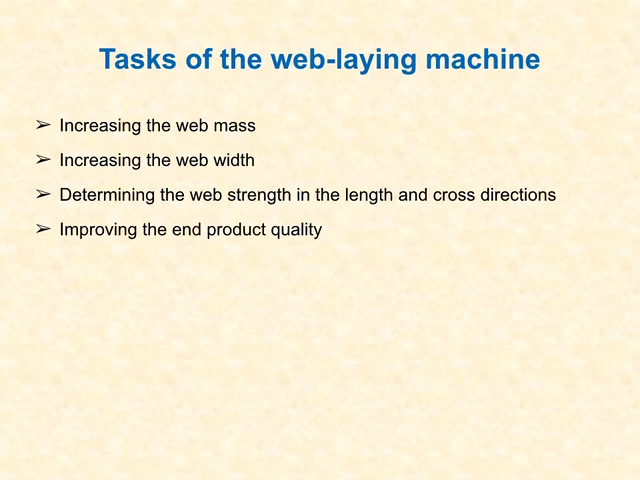 Tasks of the web-laying machine
➢ Increasing the web mass
➢ Increasing the web width
➢ Determining the web strength in the length and cross directions
➢ Improving the end product quality